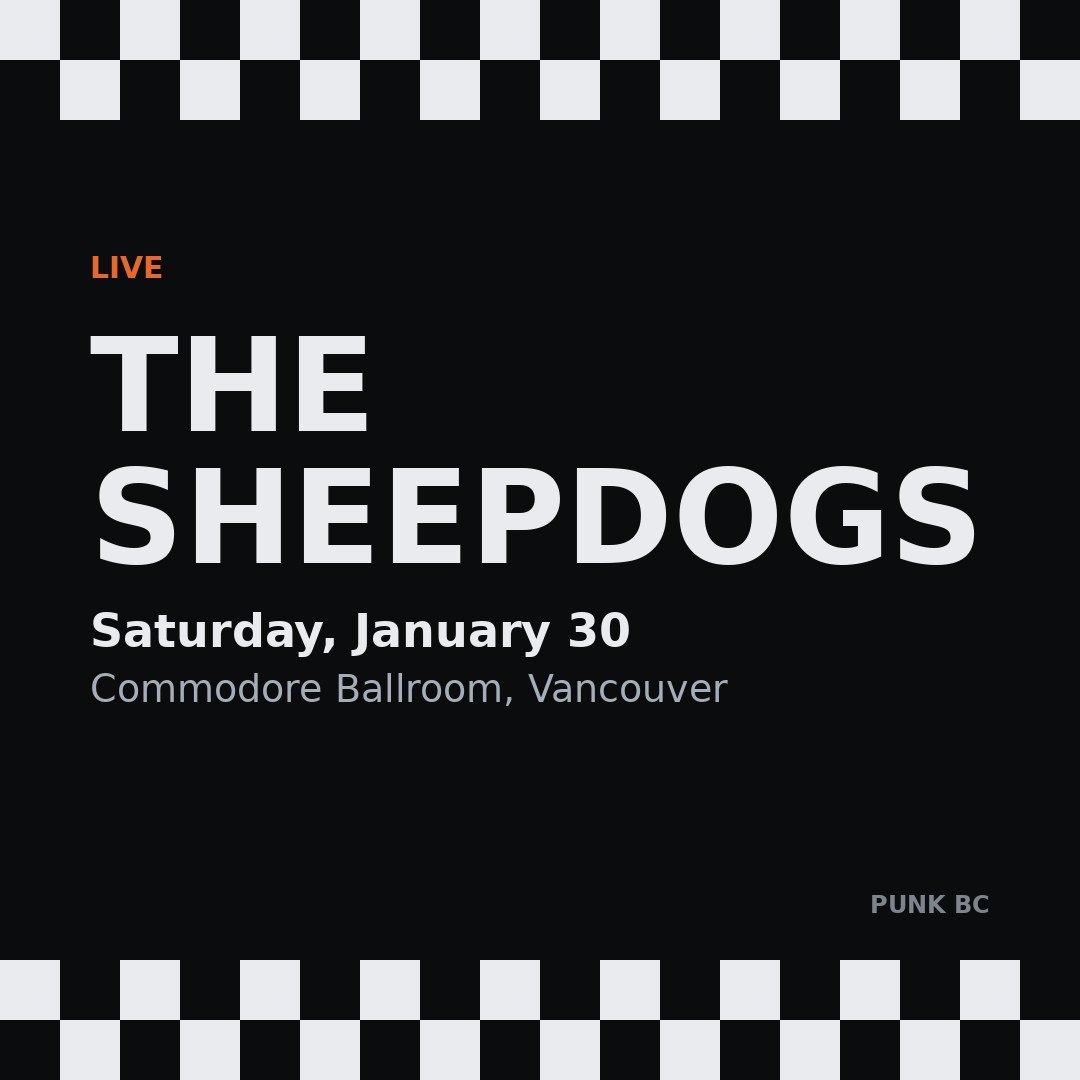 LIVE
THE
SHEEPDOGS
Saturday, January 30
Commodore Ballroom, Vancouver
PUNK BC